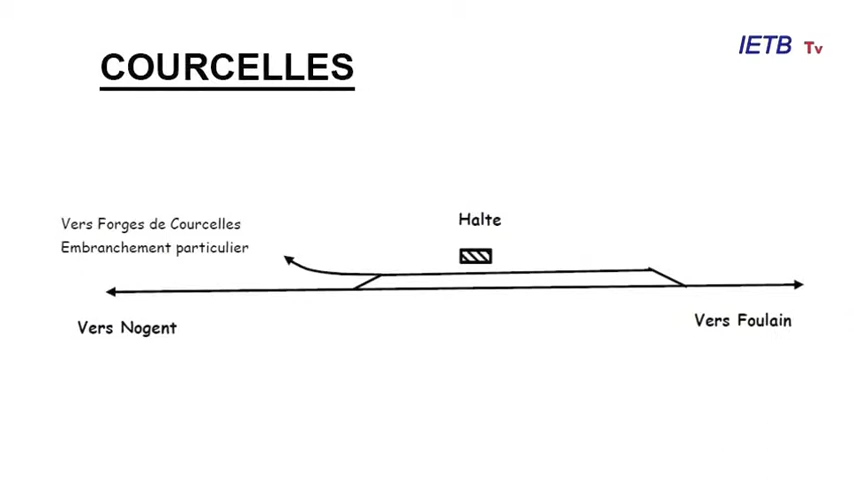 IETB Tv
COURCELLES
Halte
Vers Forges de Courcelles
Embranchement particulier
Vers Nogent
Vers Foulain